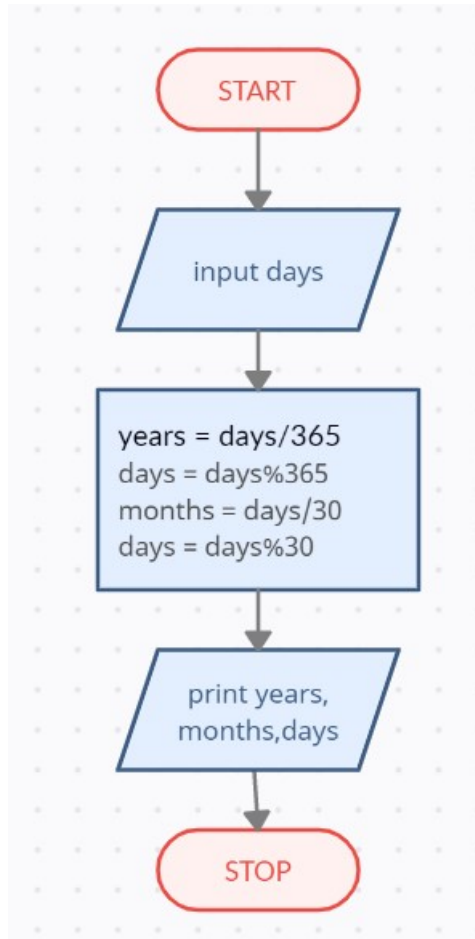 START
input days
years = days/365
days = days%365
months = days/30
days = days%30
print years,
months,days
STOP